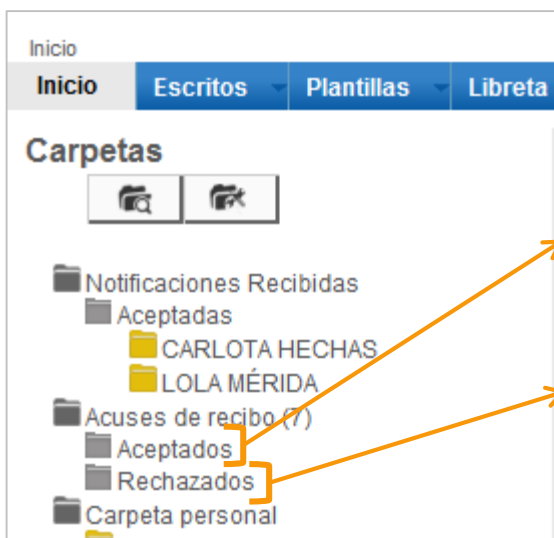 Inicio
Inicio Escritos Plantillas Libreta
Carpetas
Notificaciones Recibidas
Aceptadas
CARLOTA HECHAS
LOLA MÉRIDA
Acuses de recibo (7)
Aceptados
Rechazados
Carpeta personal